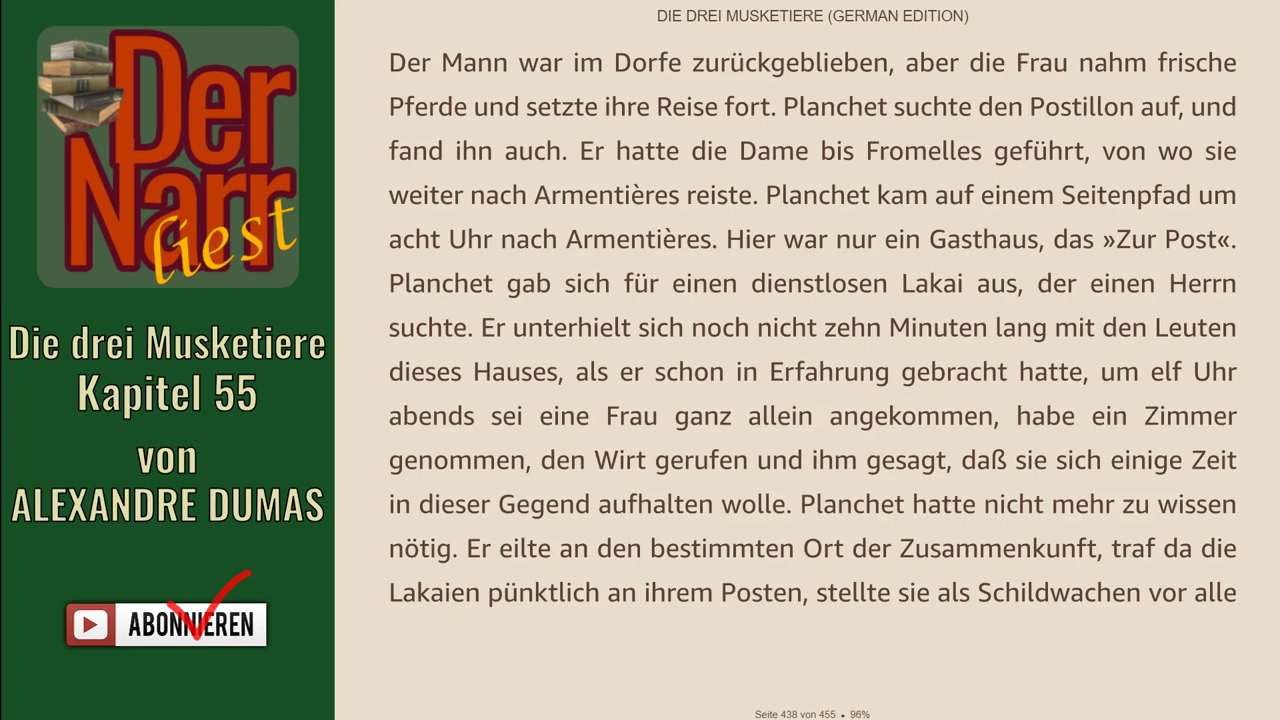 Der
Narr
liest
Die drei Musketiere
Kapitel 55
von
ALEXANDRE DUMAS
ABONNIEREN
DIE DREI MUSKETIERE (GERMAN EDITION)
Der Mann war im Dorfe zurückgeblieben, aber die Frau nahm frische
Pferde und setzte ihre Reise fort. Planchet suchte den Postillon auf, und
fand ihn auch. Er hatte die Dame bis Fromelles geführt, von wo sie
weiter nach Armentières reiste. Planchet kam auf einem Seitenpfad um
acht Uhr nach Armentières. Hier war nur ein Gasthaus, das »Zur Post«.
Planchet gab sich für einen dienstlosen Lakai aus, der einen Herrn
suchte. Er unterhielt sich noch nicht zehn Minuten lang mit den Leuten
dieses Hauses, als er schon in Erfahrung gebracht hatte, um elf Uhr
abends sei eine Frau ganz allein angekommen, habe ein Zimmer
genommen, den Wirt gerufen und ihm gesagt, daß sie sich einige Zeit
in dieser Gegend aufhalten wolle. Planchet hatte nicht mehr zu wissen
nötig. Er eilte an den bestimmten Ort der Zusammenkunft, traf da die
Lakaien pünktlich an ihrem Posten, stellte sie als Schildwachen vor alle
Seite 438 von 455 • 96%